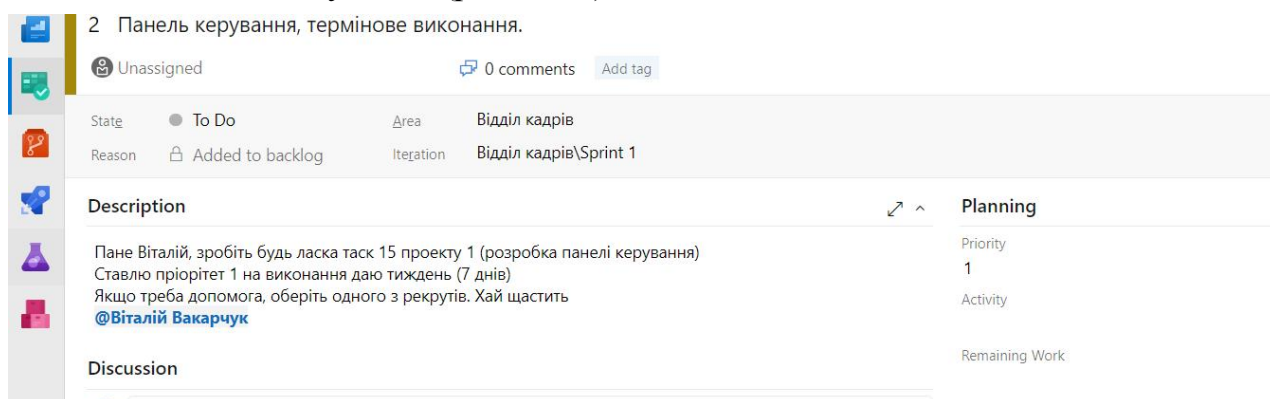 2 Панель керування, термінове виконання.
Unassigned 0 comments Add tag
State To Do Area Відділ кадрів
Reason Added to backlog Iteration Відділ кадрів\Sprint 1
Description Planning
Пане Віталій, зробіть будь ласка таск 15 проекту 1 (розробка панелі керування)
Ставлю пріорітет 1 на виконання даю тиждень (7 днів)
Якщо треба допомога, оберіть одного з рекрутів. Хай щастить
@Віталій Вакарчук
Priority
1
Activity
Remaining Work
Discussion